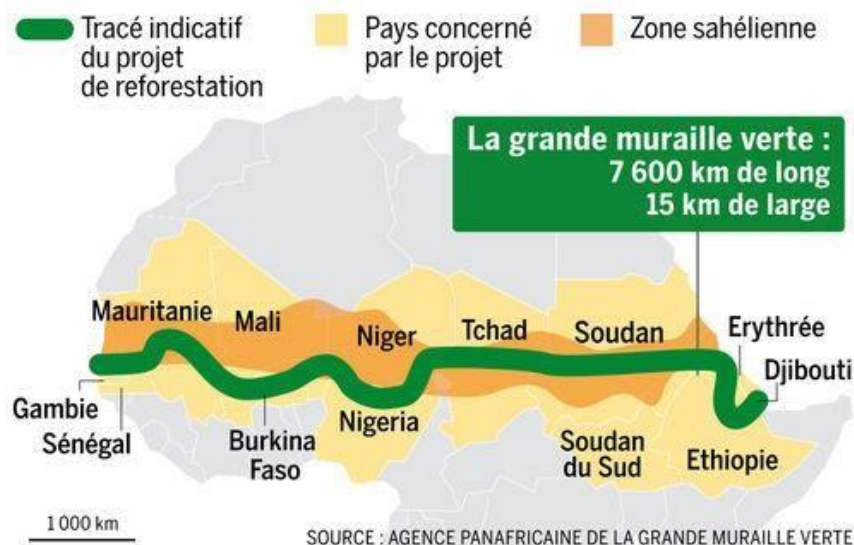 Tracé indicatif
du projet
de reforestation
Pays concerné
par le projet
Zone sahélienne
La grande muraille verte :
7 600 km de long
15 km de large
Mauritanie
Mali
Niger
Tchad
Soudan
Erythrée
Djibouti
Gambie
Sénégal
Burkina
Faso
Nigeria
Soudan
du Sud
Ethiopie
1 000 km
SOURCE : AGENCE PANAFRICAINE DE LA GRANDE MURAILLE VERTE